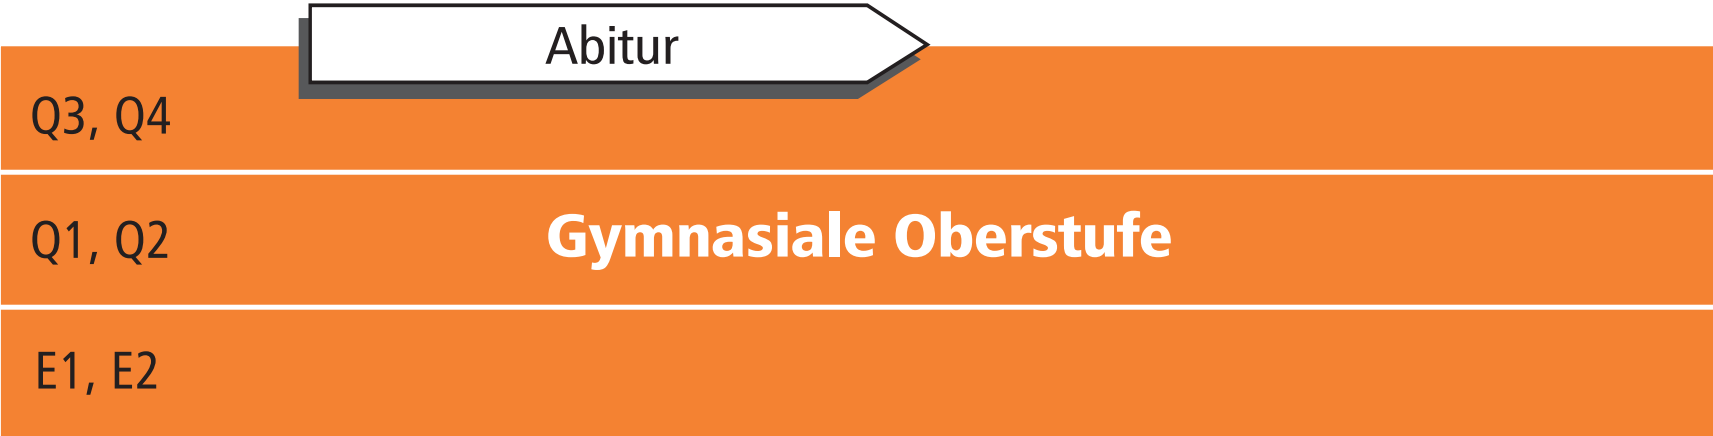 Abitur
Q3, Q4
Q1, Q2
Gymnasiale Oberstufe
E1, E2